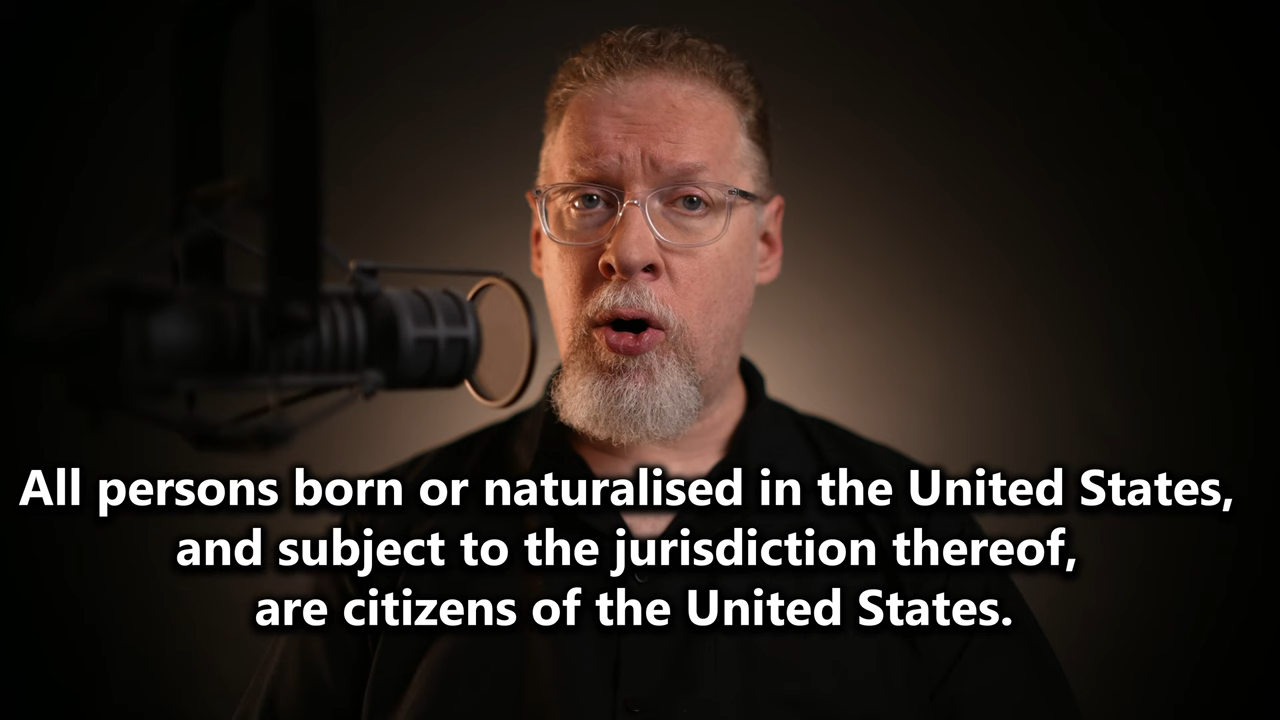 All persons born or naturalised in the United States,
and subject to the jurisdiction thereof,
are citizens of the United States.